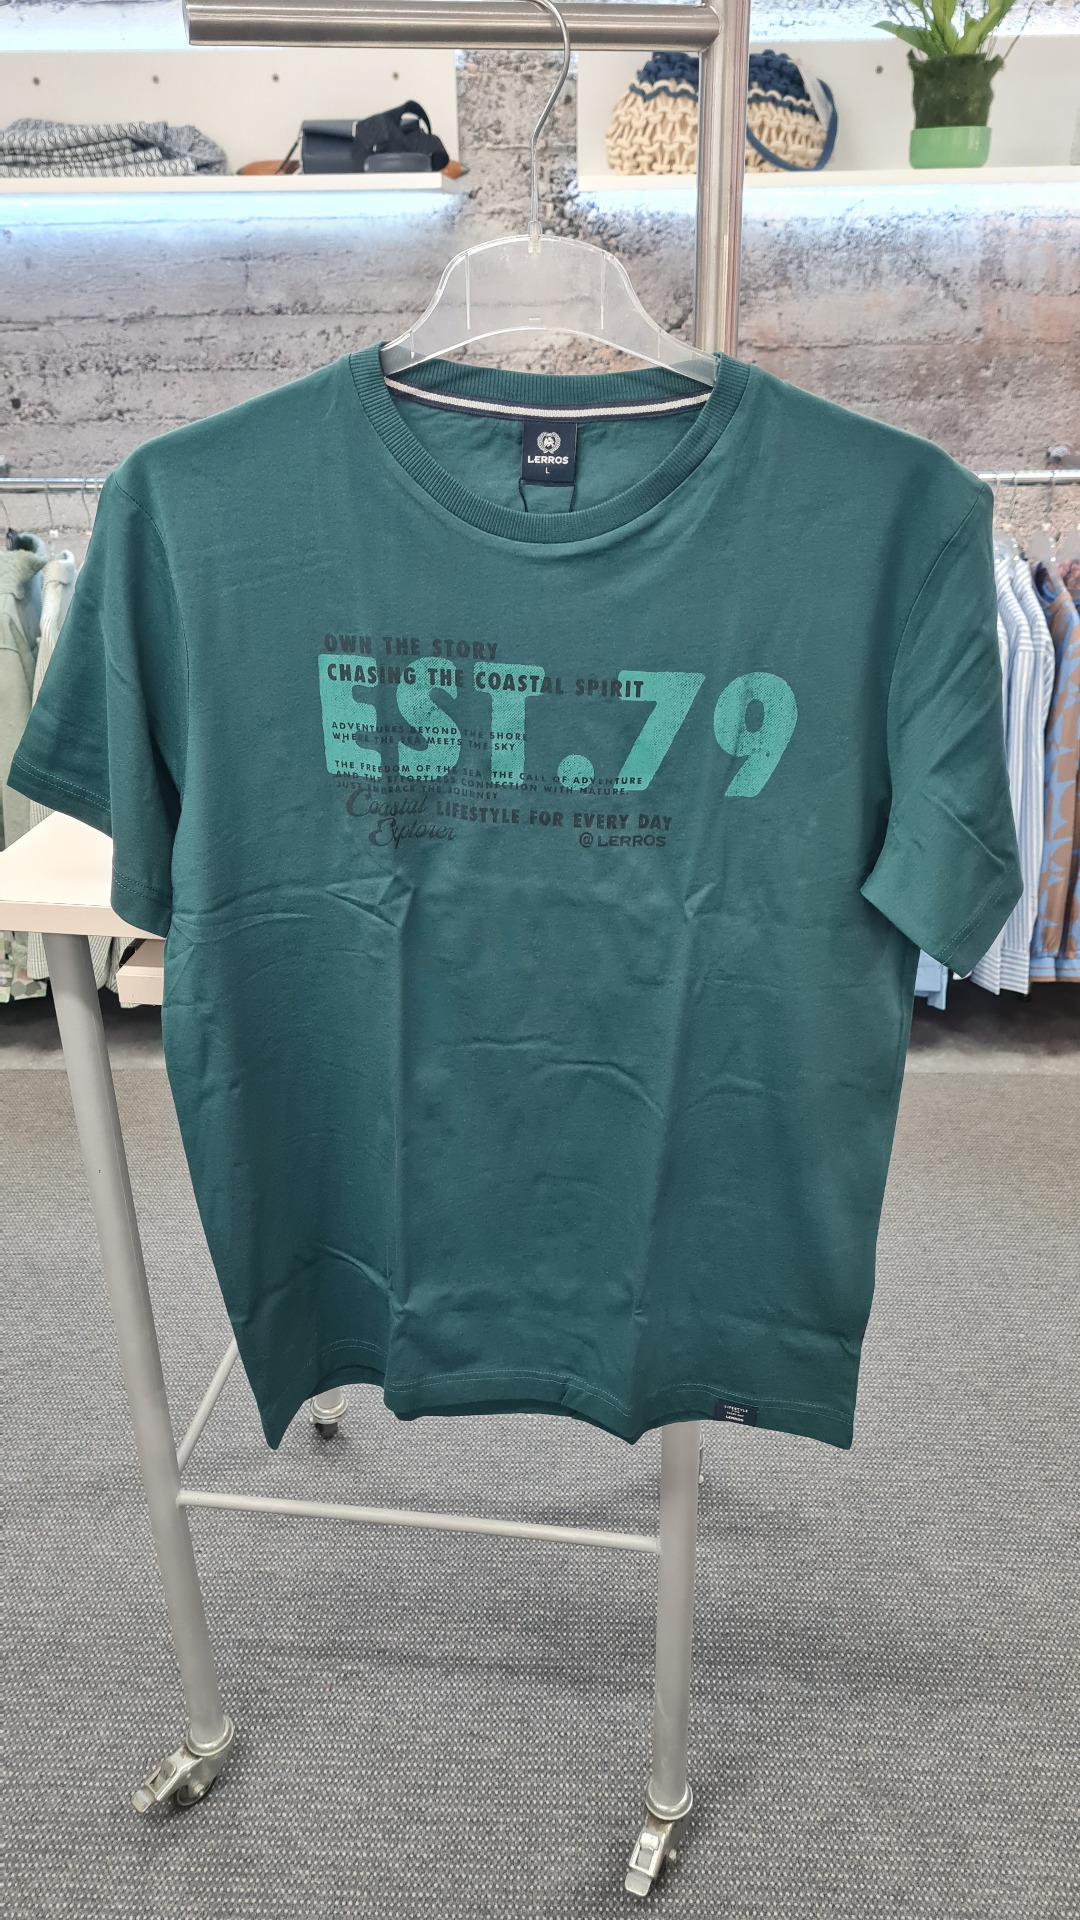 LERROS
L
OWN THE STORY
CHASING THE COASTAL SPIRIT
EST.79
ADVENTURES BEYOND THE SHORE
WHERE THE SEA MEETS THE SKY
THE FREEDOM OF THE SEA THE CALL OF ADVENTURE
AND THE EFFORTLESS CONNECTION WITH NATURE.
JUST EMBRACE THE JOURNEY
Coastal
Explorer
LIFESTYLE FOR EVERY DAY
@LERROS
LIFESTYLE
LERROS